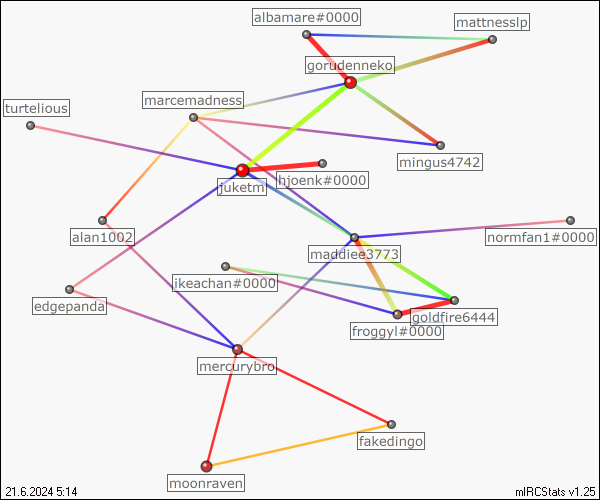 albamare#0000
mattnesslp
gorudenneko
marcemadness
turtelious
mingus4742
hjoenk#0000
juketm
alan1002
normfan1#0000
maddiee3773
ikeachan#0000
edgepanda
goldfire6444
froggyl#0000
mercurybro
fakedingo
moonraven
21.6.2024 5:14
mIRCStats v1.25